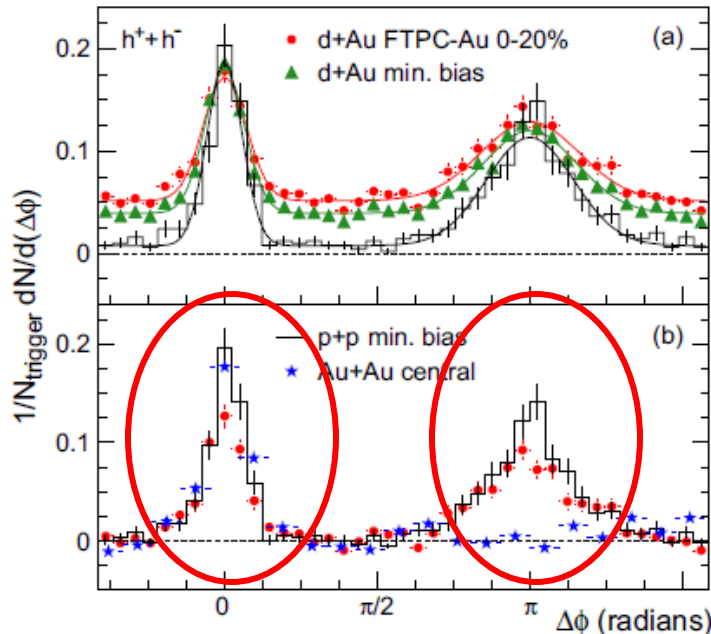 h⁺+h⁻
d+Au FTPC-Au 0-20%
d+Au min. bias
(a)
0.2
0.1
0
1/N_trigger dN/d(Δϕ)
(b)
p+p min. bias
Au+Au central
0.2
0.1
0
0 π/2 π
Δϕ (radians)